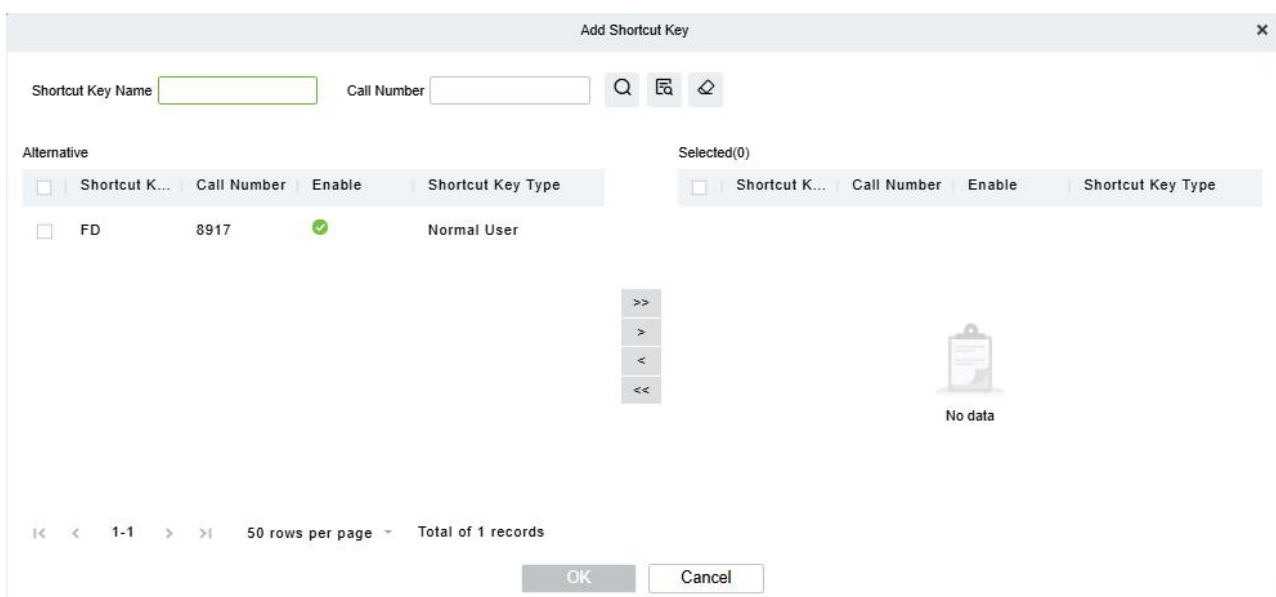 Add Shortcut Key ×
Shortcut Key Name Call Number
Alternative Selected(0)
Shortcut K... Call Number Enable Shortcut Key Type Shortcut K... Call Number Enable Shortcut Key Type
FD 8917 Normal User
>>
>
<
<<
No data
|< < 1-1 > >| 50 rows per page Total of 1 records
OK Cancel